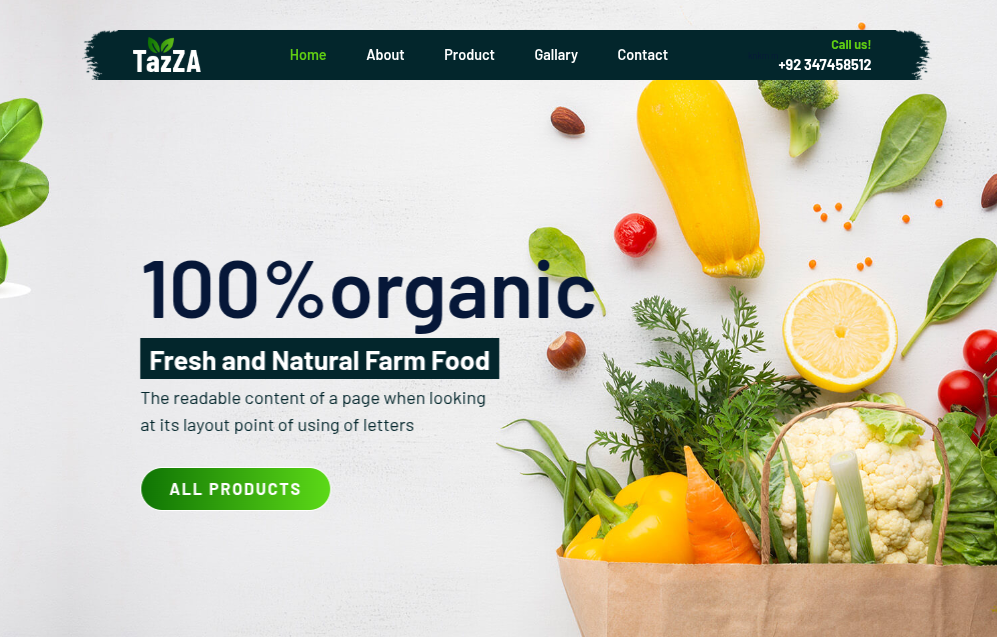 TazZA
Home About Product Gallary Contact
Call us!
+92 347458512
100%organic
Fresh and Natural Farm Food
The readable content of a page when looking
at its layout point of using of letters
ALL PRODUCTS